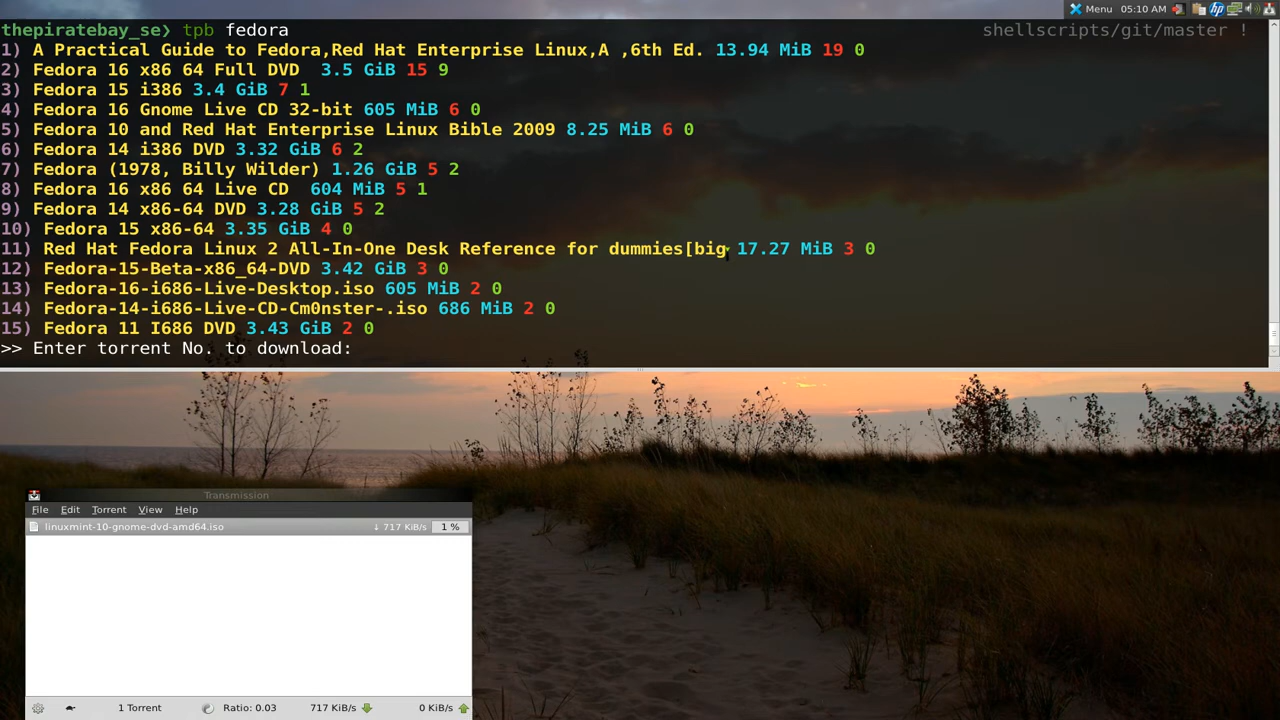 Menu 05:10 AM
thepiratebay_se❯ tpb fedora shellscripts/git/master !
1) A Practical Guide to Fedora,Red Hat Enterprise Linux,A ,6th Ed. 13.94 MiB 19 0
2) Fedora 16 x86 64 Full DVD  3.5 GiB 15 9
3) Fedora 15 i386 3.4 GiB 7 1
4) Fedora 16 Gnome Live CD 32-bit 605 MiB 6 0
5) Fedora 10 and Red Hat Enterprise Linux Bible 2009 8.25 MiB 6 0
6) Fedora 14 i386 DVD 3.32 GiB 6 2
7) Fedora (1978, Billy Wilder) 1.26 GiB 5 2
8) Fedora 16 x86 64 Live CD  604 MiB 5 1
9) Fedora 14 x86-64 DVD 3.28 GiB 5 2
10) Fedora 15 x86-64 3.35 GiB 4 0
11) Red Hat Fedora Linux 2 All-In-One Desk Reference for dummies[big 17.27 MiB 3 0
12) Fedora-15-Beta-x86_64-DVD 3.42 GiB 3 0
13) Fedora-16-i686-Live-Desktop.iso 605 MiB 2 0
14) Fedora-14-i686-Live-CD-Cm0nster-.iso 686 MiB 2 0
15) Fedora 11 I686 DVD 3.43 GiB 2 0
>> Enter torrent No. to download:
Transmission
File Edit Torrent View Help
linuxmint-10-gnome-dvd-amd64.iso ↓ 717 KiB/s 1 %
1 Torrent Ratio: 0.03 717 KiB/s 0 KiB/s